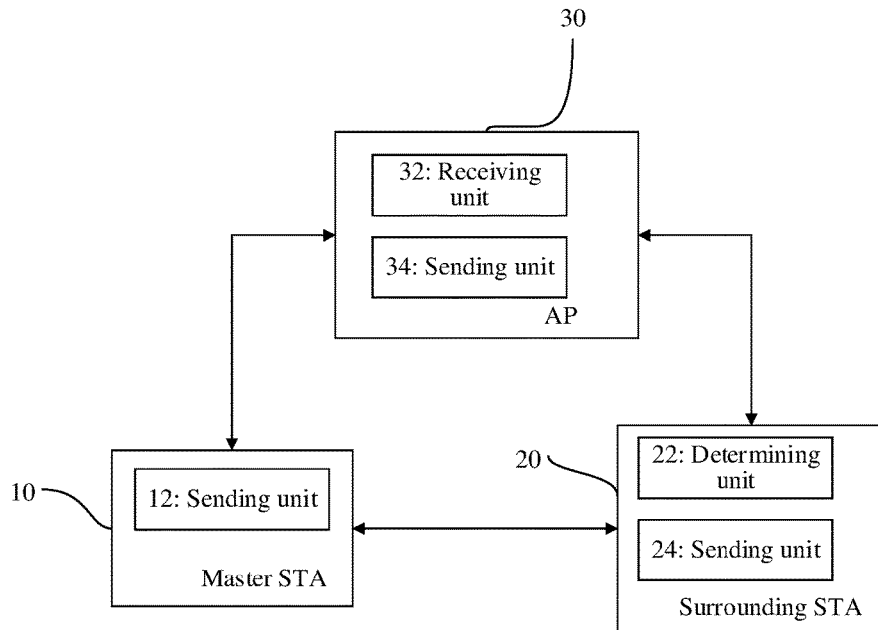 30
32: Receiving
unit
34: Sending unit
AP
10
12: Sending unit
Master STA
20
22: Determining
unit
24: Sending unit
Surrounding STA